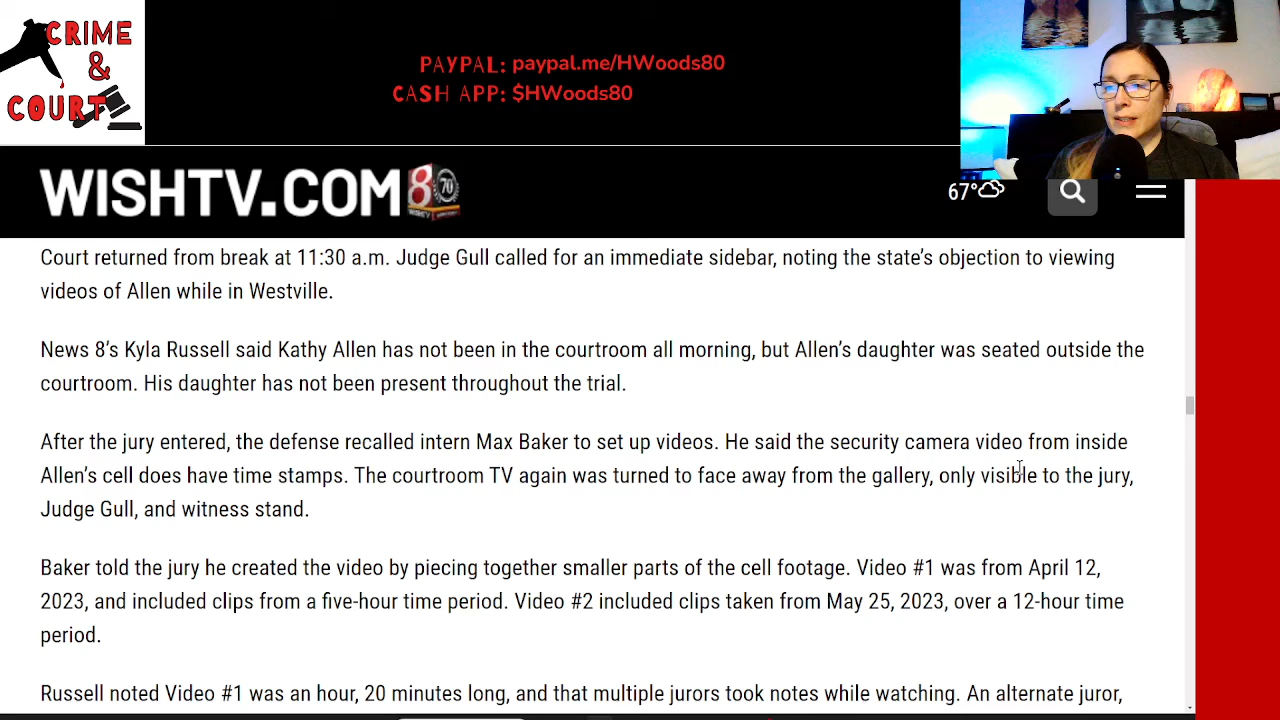 CRIME
&
COURT
PAYPAL: paypal.me/HWoods80
CASH APP: $HWoods80
WISHTV.COM 8 70
67°
Court returned from break at 11:30 a.m. Judge Gull called for an immediate sidebar, noting the state’s objection to viewing
videos of Allen while in Westville.
News 8’s Kyla Russell said Kathy Allen has not been in the courtroom all morning, but Allen’s daughter was seated outside the
courtroom. His daughter has not been present throughout the trial.
After the jury entered, the defense recalled intern Max Baker to set up videos. He said the security camera video from inside
Allen’s cell does have time stamps. The courtroom TV again was turned to face away from the gallery, only visible to the jury,
Judge Gull, and witness stand.
Baker told the jury he created the video by piecing together smaller parts of the cell footage. Video #1 was from April 12,
2023, and included clips from a five-hour time period. Video #2 included clips taken from May 25, 2023, over a 12-hour time
period.
Russell noted Video #1 was an hour, 20 minutes long, and that multiple jurors took notes while watching. An alternate juror,